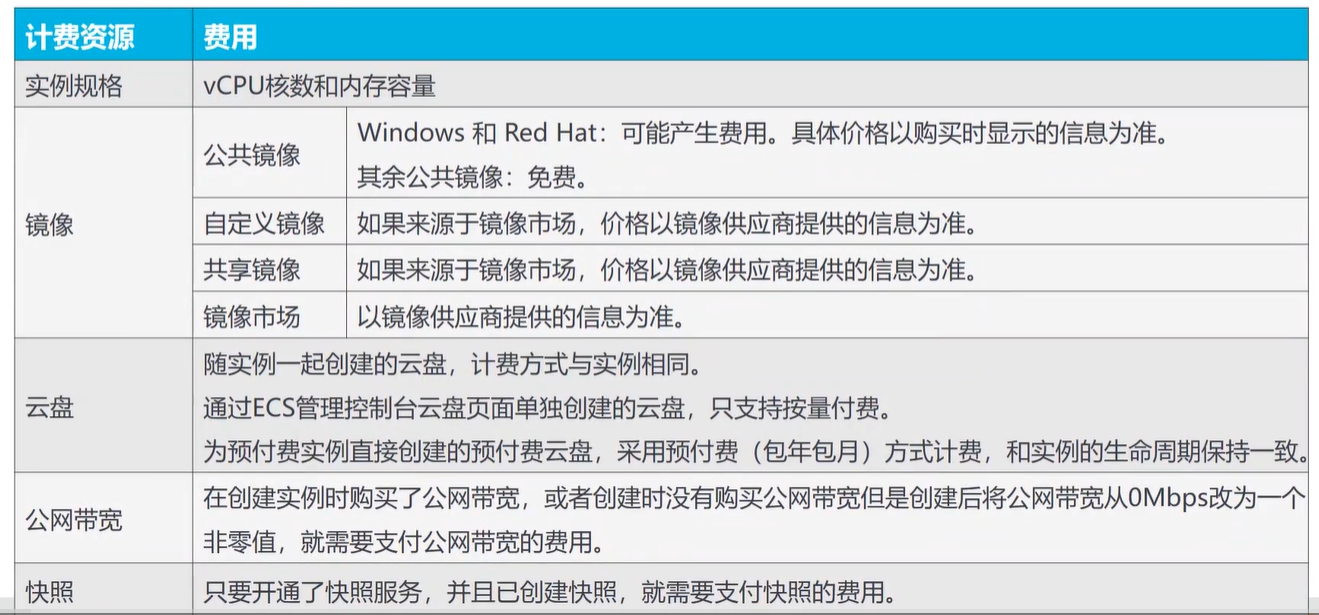 计费资源 费用
实例规格 vCPU核数和内存容量
镜像
公共镜像
Windows 和 Red Hat：可能产生费用。具体价格以购买时显示的信息为准。
其余公共镜像：免费。
自定义镜像 如果来源于镜像市场，价格以镜像供应商提供的信息为准。
共享镜像 如果来源于镜像市场，价格以镜像供应商提供的信息为准。
镜像市场 以镜像供应商提供的信息为准。
云盘
随实例一起创建的云盘，计费方式与实例相同。
通过ECS管理控制台云盘页面单独创建的云盘，只支持按量付费。
为预付费实例直接创建的预付费云盘，采用预付费（包年包月）方式计费，和实例的生命周期保持一致。
公网带宽
在创建实例时购买了公网带宽，或者创建时没有购买公网带宽但是创建后将公网带宽从0Mbps改为一个
非零值，就需要支付公网带宽的费用。
快照 只要开通了快照服务，并且已创建快照，就需要支付快照的费用。